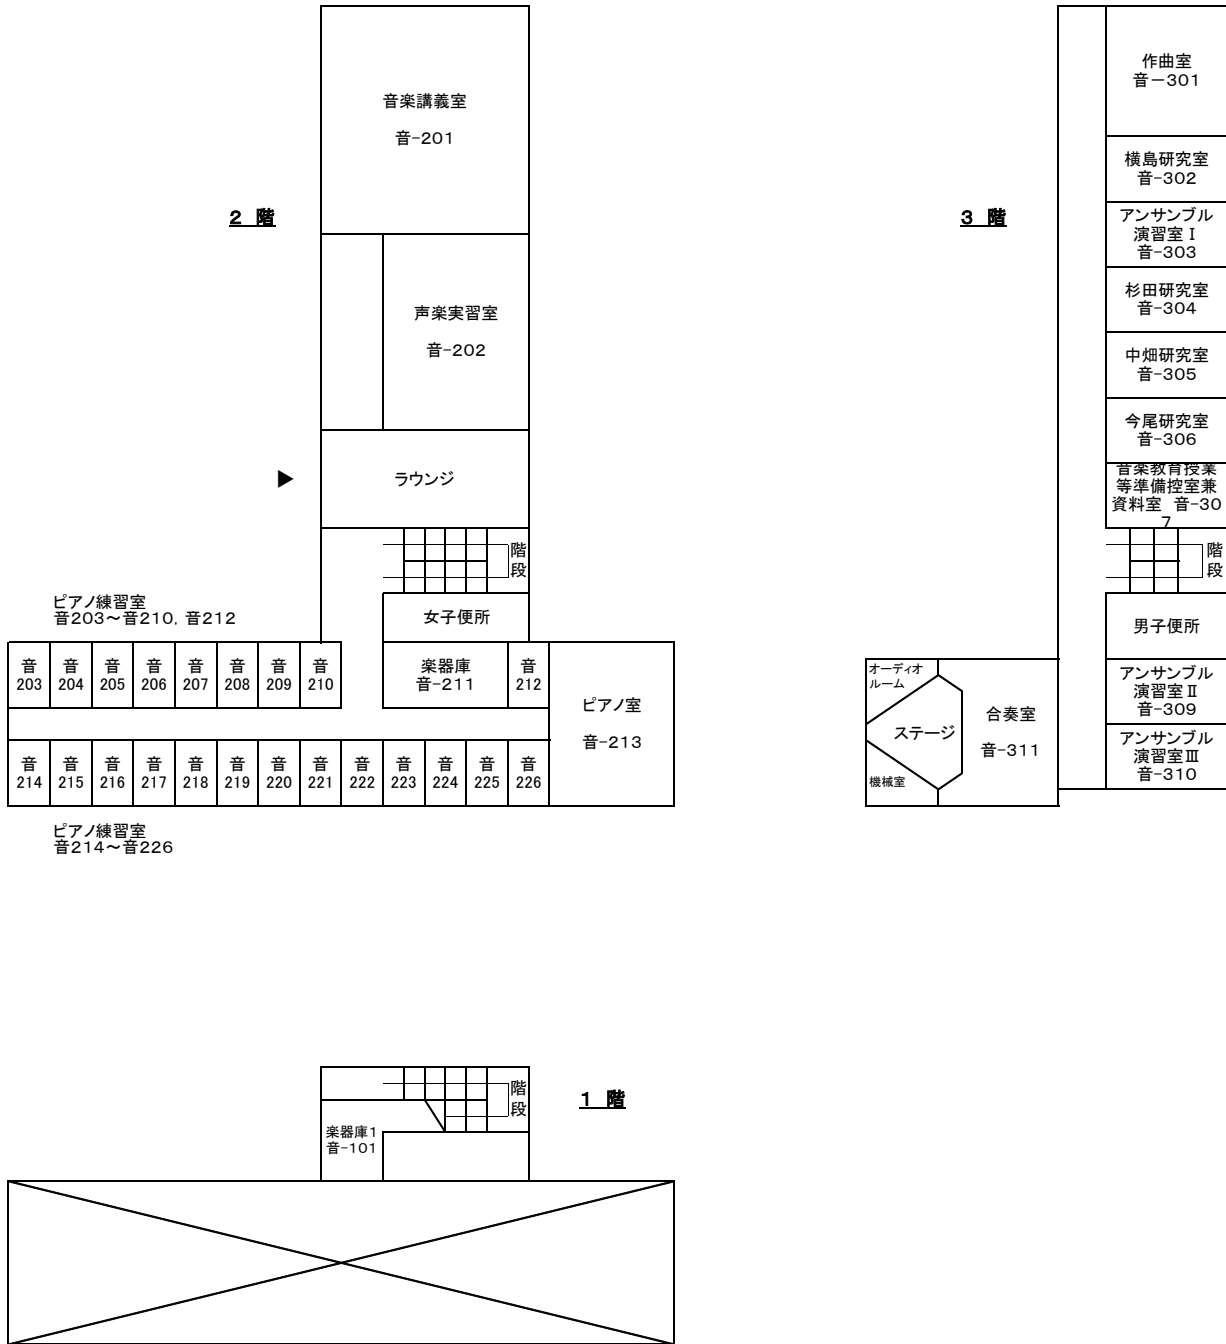 音楽講義室
音-201
2 階
声楽実習室
音-202
▶
ラウンジ
階
段
女子便所
ピアノ練習室
音203～音210, 音212
音
203
音
204
音
205
音
206
音
207
音
208
音
209
音
210
楽器庫
音-211
音
212
ピアノ室
音-213
音
214
音
215
音
216
音
217
音
218
音
219
音
220
音
221
音
222
音
223
音
224
音
225
音
226
ピアノ練習室
音214～音226
3 階
作曲室
音－301
横島研究室
音-302
アンサンブル
演習室Ⅰ
音-303
杉田研究室
音-304
中畑研究室
音-305
今尾研究室
音-306
音楽教育授業
等準備控室兼
資料室 音-30
7
階
段
男子便所
アンサンブル
演習室Ⅱ
音-309
アンサンブル
演習室Ⅲ
音-310
オーディオ
ルーム
ステージ
機械室
合奏室
音-311
1 階
階
段
楽器庫1
音-101